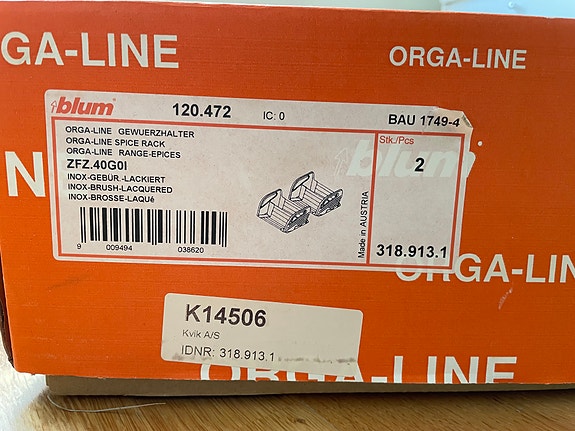 GA-LINE
ORGA-LINE
blum
120.472
IC: 0
BAU 1749-4
ORGA-LINE GEWUERZHALTER
ORGA-LINE SPICE RACK
ORGA-LINE RANGE-EPICES
ZFZ.40G0I
INOX-GEBÜR.-LACKIERT
INOX-BRUSH-LACQUERED
INOX-BROSSE-LAQUé
Stk./Pcs
2
Made in AUSTRIA
318.913.1
9 009494 038620
N
ORGA-LIN
K14506
Kvik A/S
IDNR: 318.913.1
ORGA-LINE